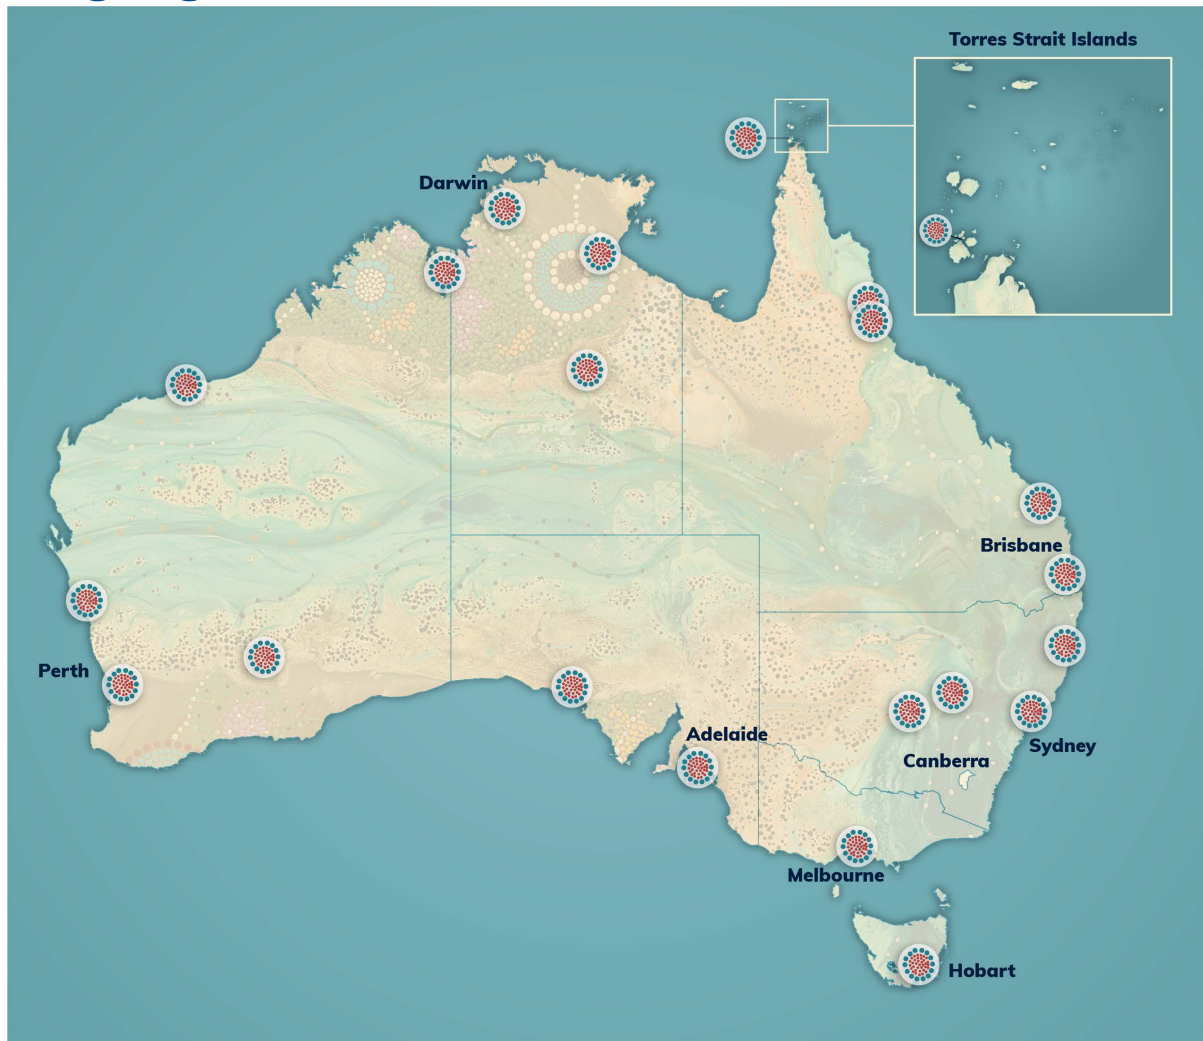 Torres Strait Islands
Darwin
Brisbane
Perth
Adelaide
Sydney
Canberra
Melbourne
Hobart